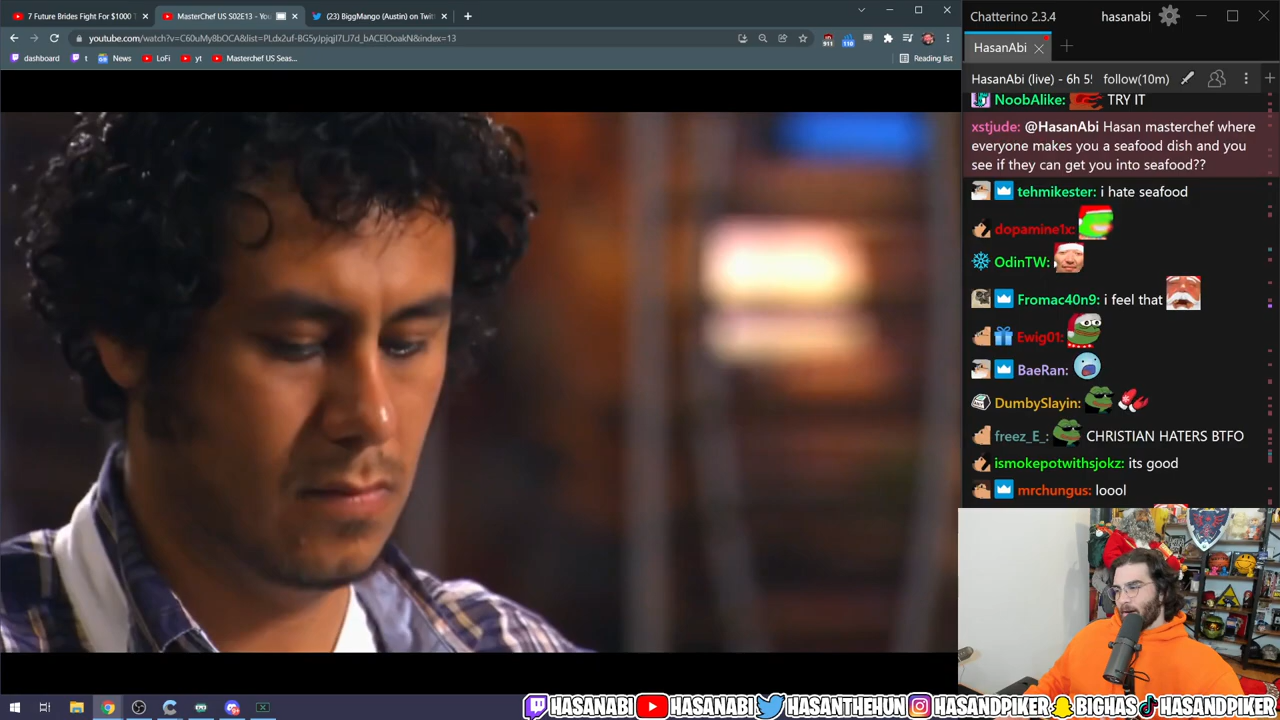 7 Future Brides Fight For $1000
MasterChef US S02E13 - You
(23) BiggMango (Austin) on Twit
youtube.com/watch?v=C60uMy8bOCA&list=PLdx2uf-BG5yJpjqjl7LJ7d_bACElOoakN&index=13
dashboard
t
News
LoFi
yt
Masterchef US Seas...
Reading list
Chatterino 2.3.4
hasanabi
HasanAbi
HasanAbi (live) - 6h 5
follow(10m)
NoobAlike: TRY IT
xstjude: @HasanAbi Hasan masterchef where
everyone makes you a seafood dish and you
see if they can get you into seafood??
tehmikester: i hate seafood
dopamine1x:
OdinTW:
Fromac40n9: i feel that
Ewig01:
BaeRan:
DumbySlayin:
freez_E_: CHRISTIAN HATERS BTFO
ismokepotwithsjokz: its good
mrchungus: loool
HASANABI HASANABI HASANTHEHUN HASANDPIKER BIGHAS HASANDPIKER